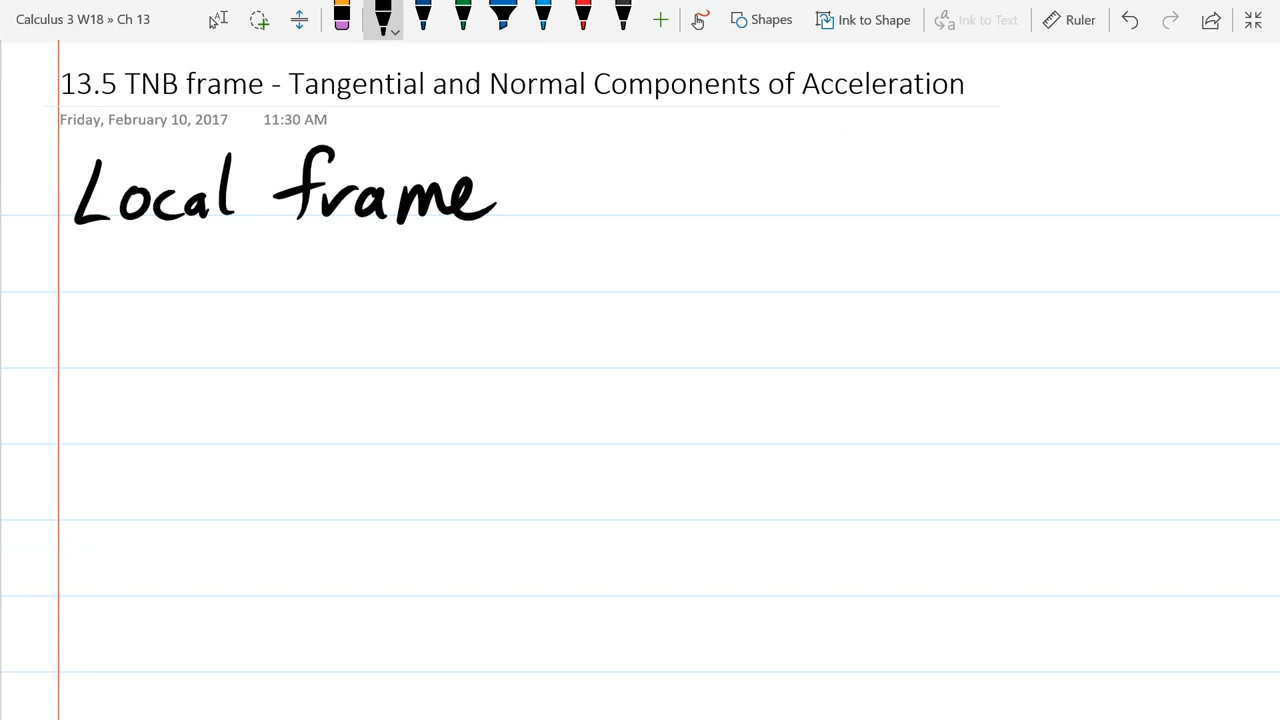 Calculus 3 W18 » Ch 13
Shapes
Ink to Shape
Ink to Text
Ruler
13.5 TNB frame - Tangential and Normal Components of Acceleration
Friday, February 10, 2017 11:30 AM
Local frame